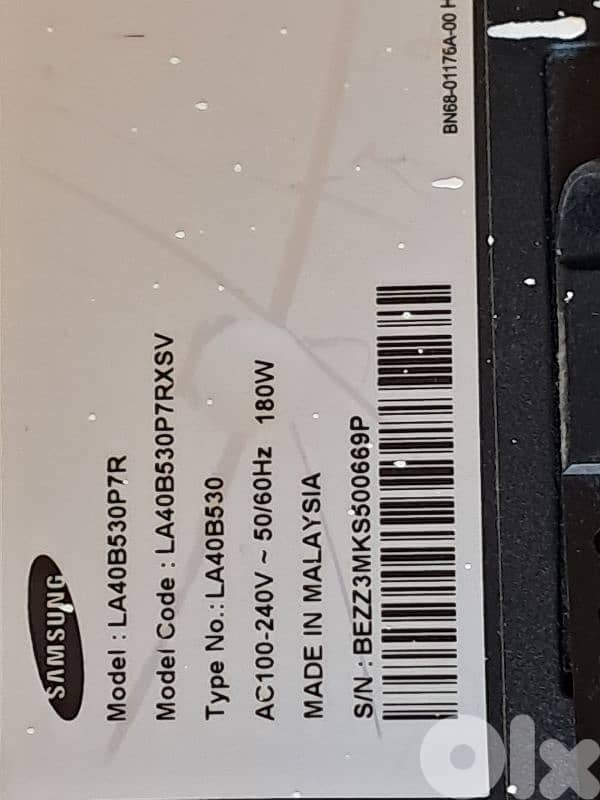 SAMSUNG
Model : LA40B530P7R
Model Code : LA40B530P7RXSV
Type No.: LA40B530
AC100-240V ~ 50/60Hz 180W
MADE IN MALAYSIA
S/N : BEZZ3MKS500669P
BN68-01176A-00 H
olx